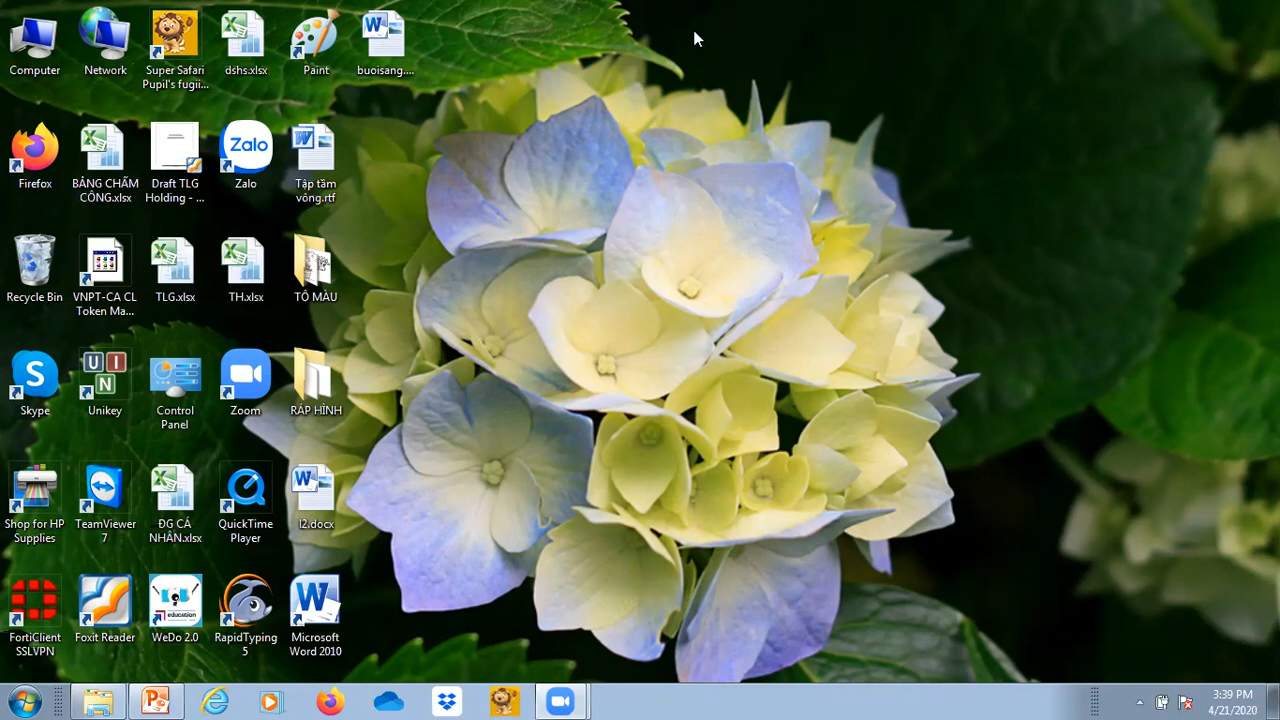 Computer
Network
Super Safari
Pupil's fugii...
dshs.xlsx
Paint
buoisang....
Firefox
BẢNG CHẤM
CÔNG.xlsx
Draft TLG
Holding - ...
Zalo
Zalo
Tập tầm
vông.rtf
Recycle Bin
VNPT-CA CL
Token Ma...
TLG.xlsx
TH.xlsx
TÔ MÀU
Skype
U I
N
Unikey
Control
Panel
Zoom
RÁP HÌNH
Shop for HP
Supplies
TeamViewer
7
ĐG CÁ
NHÂN.xlsx
QuickTime
Player
l2.docx
FortiClient
SSLVPN
Foxit Reader
education
WeDo 2.0
RapidTyping
5
Microsoft
Word 2010
3:39 PM
4/21/2020